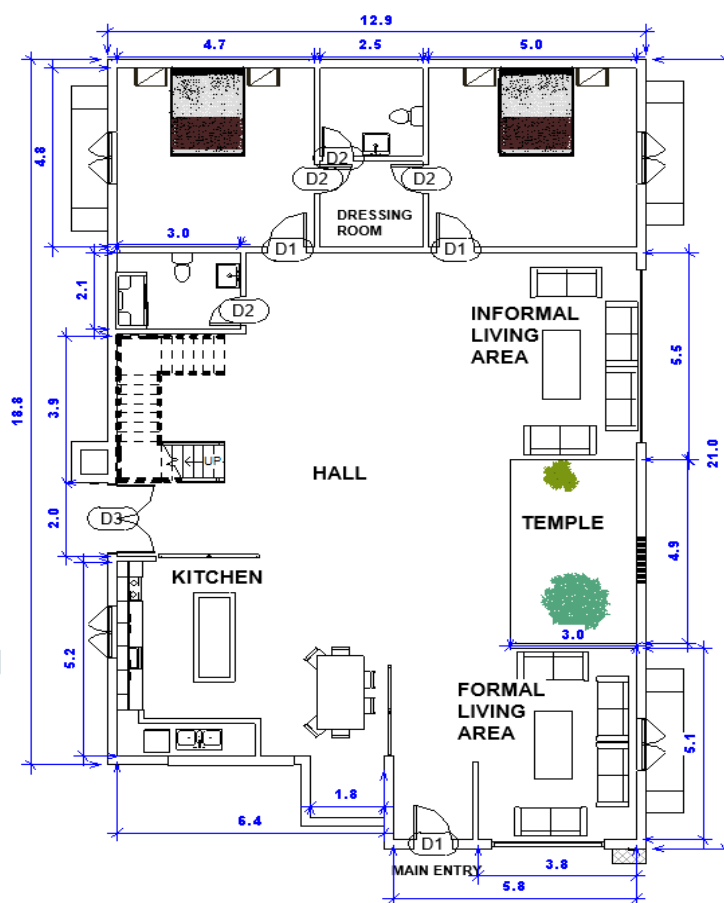 12.9
4.7
2.5
5.0
4.8
D2
D2
D2
DRESSING
ROOM
3.0
D1
D1
2.1
D2
INFORMAL
LIVING
AREA
5.5
18.8
3.9
21.0
UP
HALL
2.0
D3
TEMPLE
4.9
KITCHEN
3.0
5.2
FORMAL
LIVING
AREA
5.1
1.8
6.4
D1
MAIN ENTRY
3.8
5.8